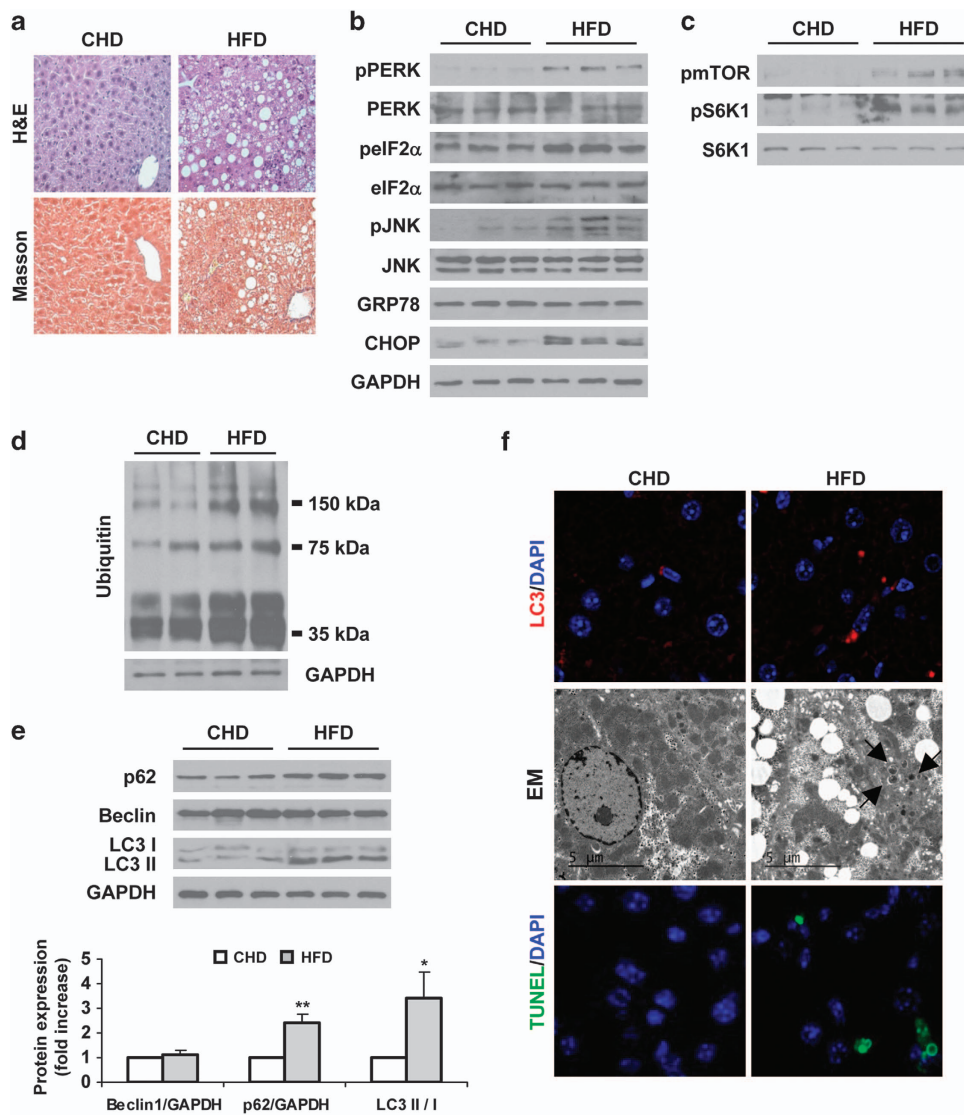 a
CHD HFD
H&E
Masson
b
CHD HFD
pPERK
PERK
peIF2α
eIF2α
pJNK
JNK
GRP78
CHOP
GAPDH
c
CHD HFD
pmTOR
pS6K1
S6K1
d
CHD HFD
Ubiquitin
150 kDa
75 kDa
35 kDa
GAPDH
e
CHD HFD
p62
Beclin
LC3 I
LC3 II
GAPDH
CHD HFD
Protein expression
(fold increase)
5
4
3
2
1
0
**
*
Beclin1/GAPDH p62/GAPDH LC3 II / I
f
CHD HFD
LC3/DAPI
EM
5 µm
5 µm
TUNEL/DAPI